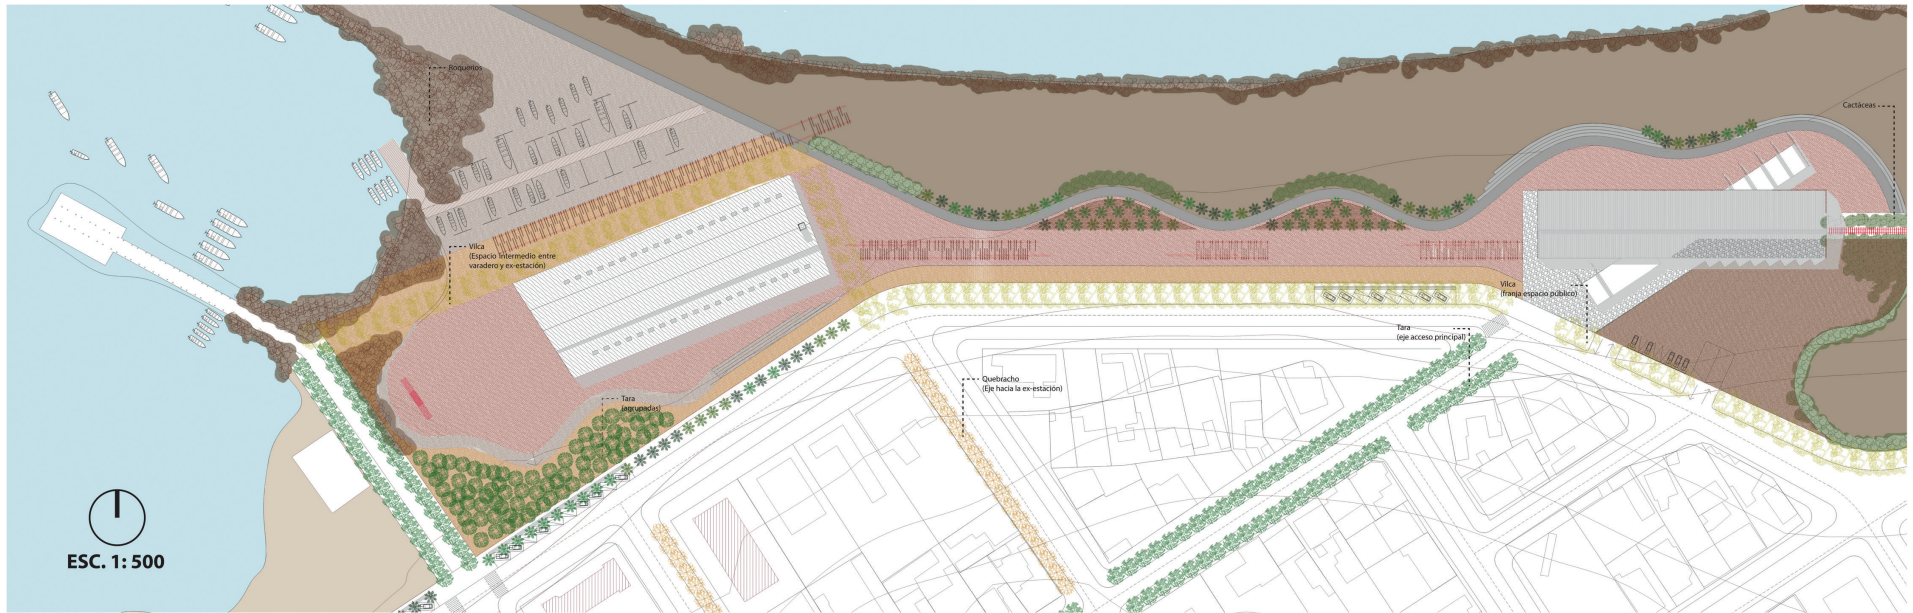 Roqueríos
Cactáceas
Vilca
(Espacio Intermedio entre
varadero y ex-estación)
Vilca
(franja espacio público)
Tara
(eje acceso principal)
Quebracho
(Eje hacia la ex-estación)
Tara
(agrupadas)
ESC. 1: 500